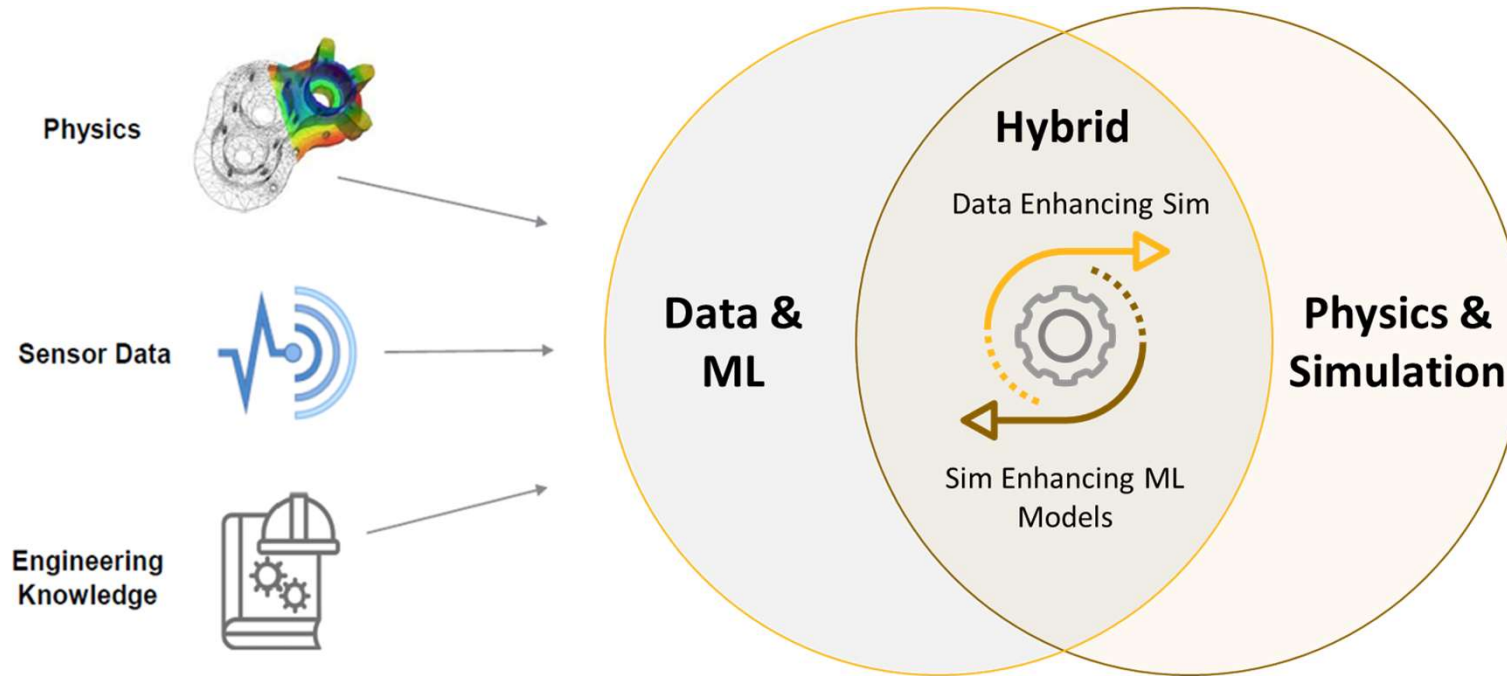 Physics
Sensor Data
Engineering
Knowledge
Data &
ML
Hybrid
Data Enhancing Sim
Sim Enhancing ML
Models
Physics &
Simulation